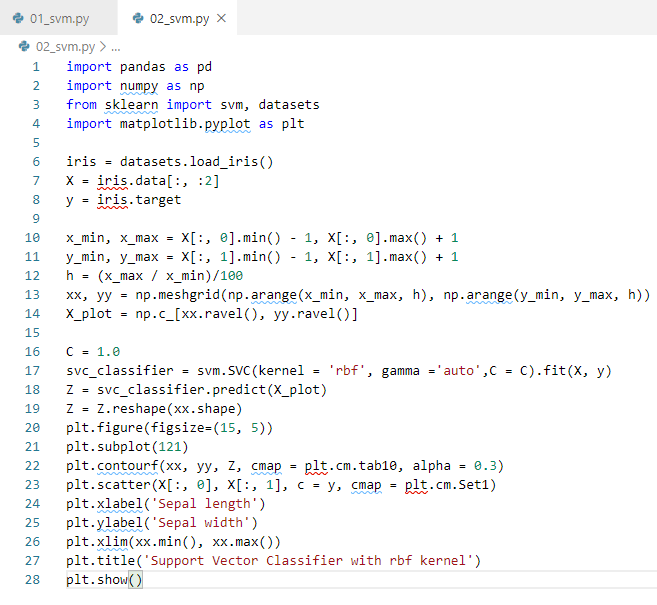 01_svm.py 02_svm.py ×
02_svm.py > ...
1 import pandas as pd
2 import numpy as np
3 from sklearn import svm, datasets
4 import matplotlib.pyplot as plt
5
6 iris = datasets.load_iris()
7 X = iris.data[:, :2]
8 y = iris.target
9
10 x_min, x_max = X[:, 0].min() - 1, X[:, 0].max() + 1
11 y_min, y_max = X[:, 1].min() - 1, X[:, 1].max() + 1
12 h = (x_max / x_min)/100
13 xx, yy = np.meshgrid(np.arange(x_min, x_max, h), np.arange(y_min, y_max, h))
14 X_plot = np.c_[xx.ravel(), yy.ravel()]
15
16 C = 1.0
17 svc_classifier = svm.SVC(kernel = 'rbf', gamma ='auto',C = C).fit(X, y)
18 Z = svc_classifier.predict(X_plot)
19 Z = Z.reshape(xx.shape)
20 plt.figure(figsize=(15, 5))
21 plt.subplot(121)
22 plt.contourf(xx, yy, Z, cmap = plt.cm.tab10, alpha = 0.3)
23 plt.scatter(X[:, 0], X[:, 1], c = y, cmap = plt.cm.Set1)
24 plt.xlabel('Sepal length')
25 plt.ylabel('Sepal width')
26 plt.xlim(xx.min(), xx.max())
27 plt.title('Support Vector Classifier with rbf kernel')
28 plt.show()